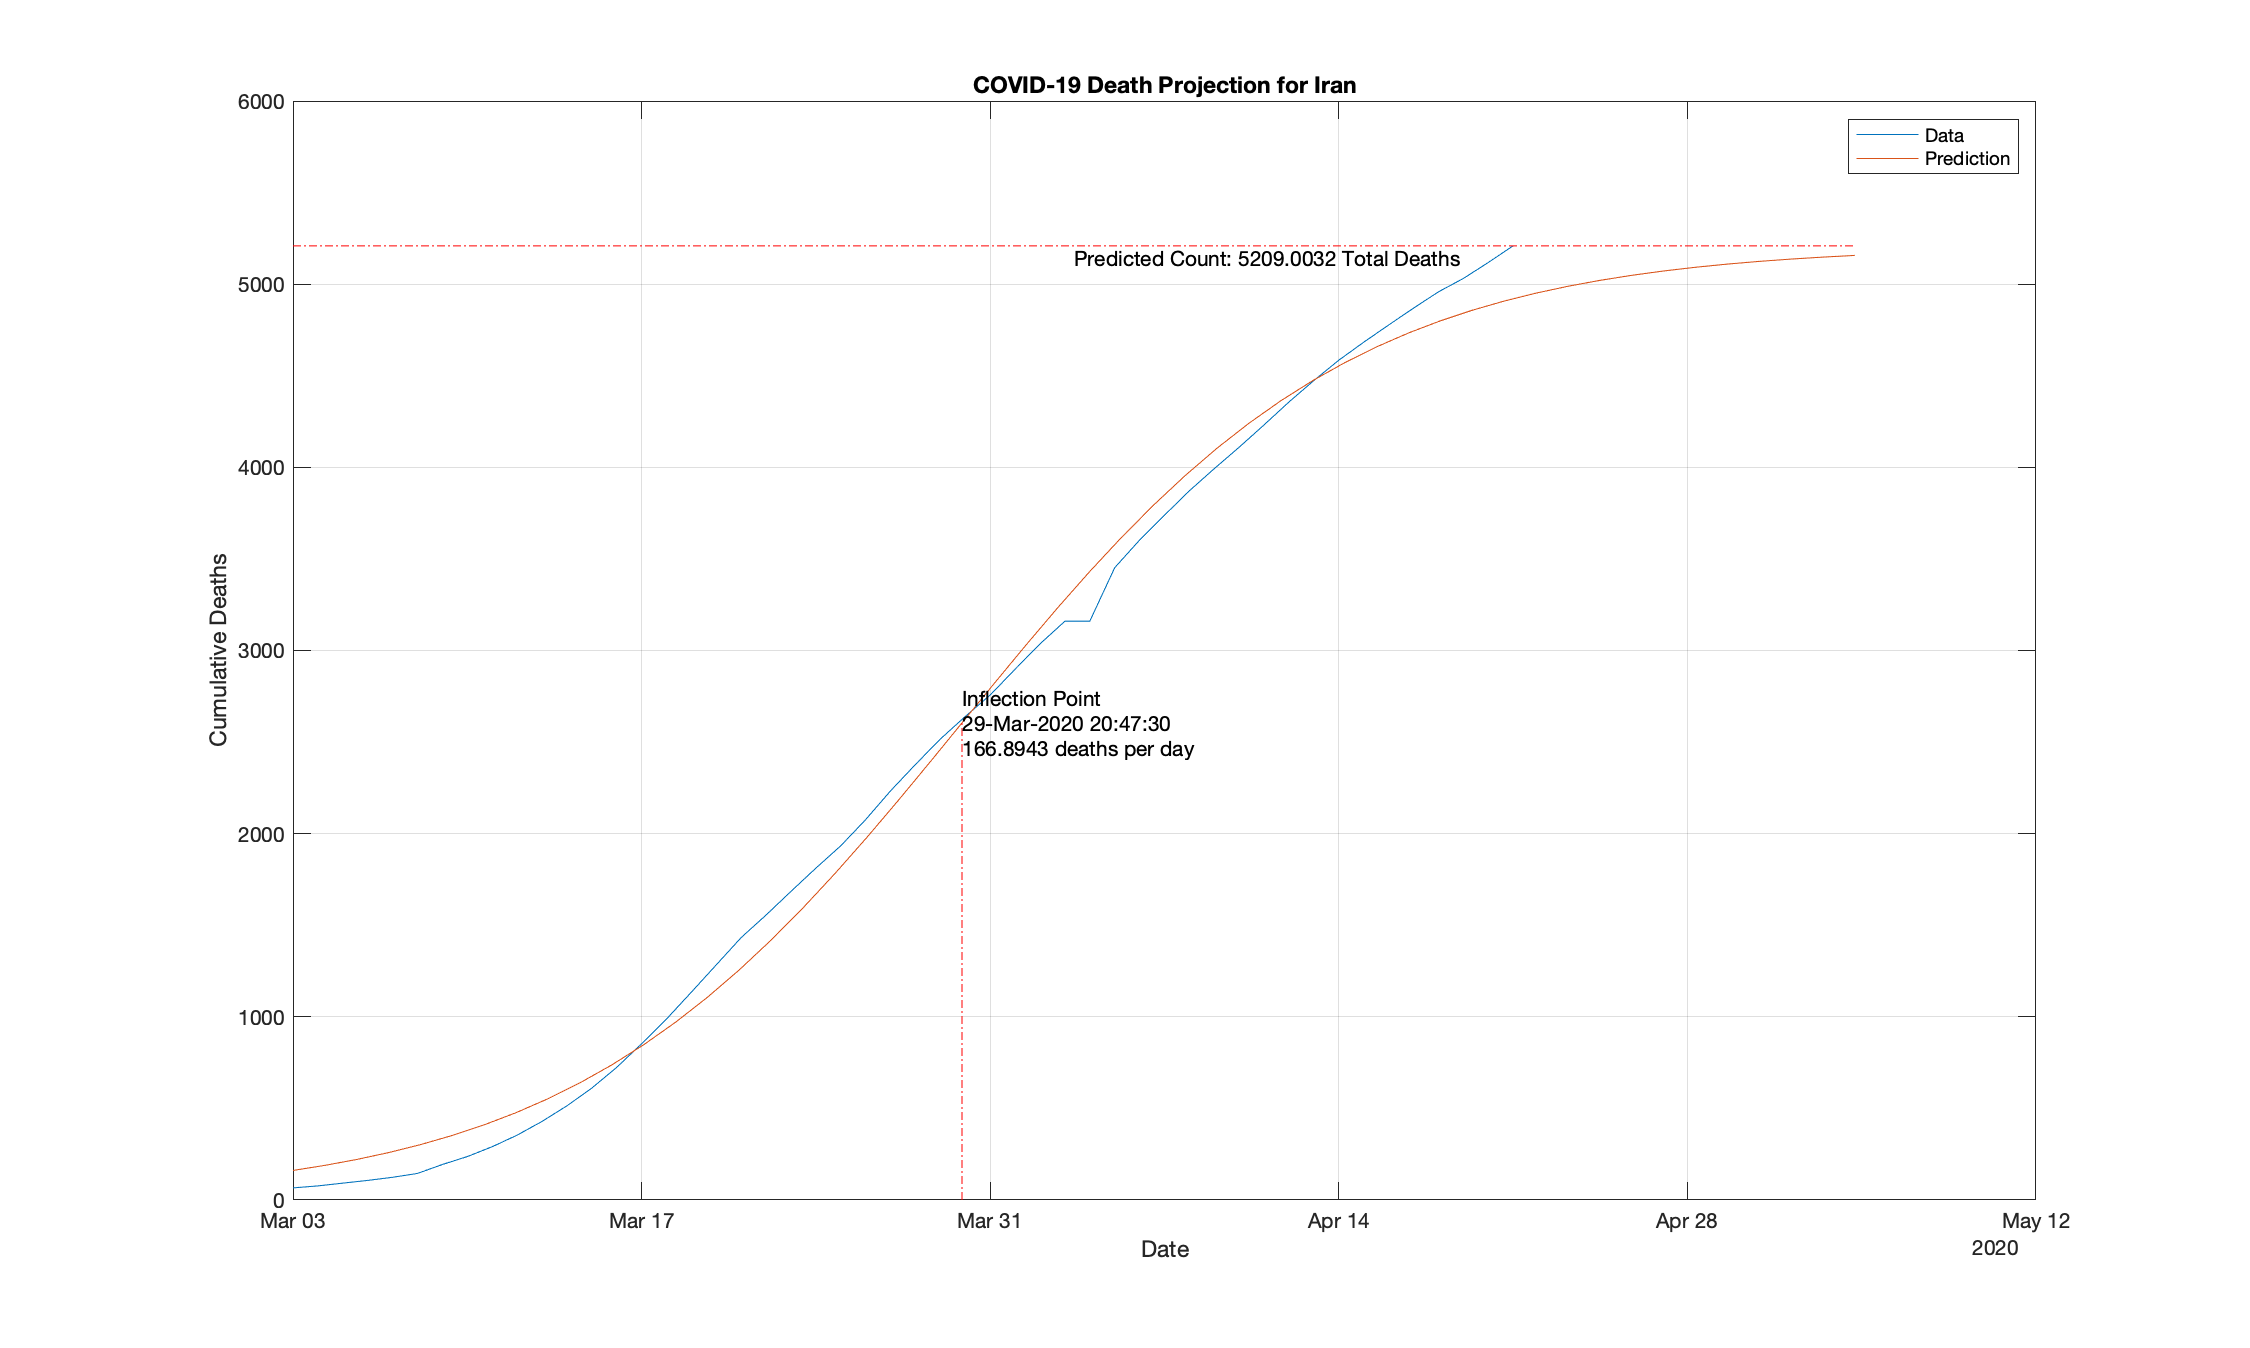 COVID-19 Death Projection for Iran
6000
5000
4000
3000
2000
1000
0
Cumulative Deaths
Data
Prediction
Predicted Count: 5209.0032 Total Deaths
Inflection Point
29-Mar-2020 20:47:30
166.8943 deaths per day
Mar 03
Mar 17
Mar 31
Apr 14
Apr 28
May 12
Date
2020